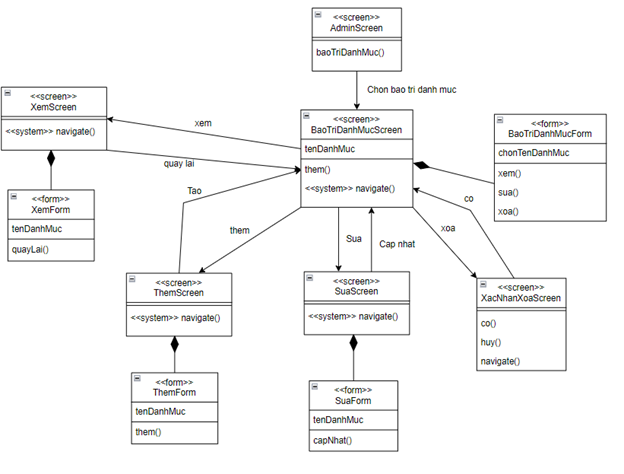 <<screen>>
AdminScreen
baoTriDanhMuc()
Chon bao tri danh muc
<<screen>>
XemScreen
<<system>> navigate()
xem
quay lai
<<form>>
XemForm
tenDanhMuc
quayLai()
<<screen>>
BaoTriDanhMucScreen
tenDanhMuc
them()
<<system>> navigate()
<<form>>
BaoTriDanhMucForm
chonTenDanhMuc
xem()
sua()
xoa()
Tao
them
Sua
Cap nhat
xoa
co
<<screen>>
ThemScreen
<<system>> navigate()
<<form>>
ThemForm
tenDanhMuc
them()
<<screen>>
SuaScreen
<<system>> navigate()
<<form>>
SuaForm
tenDanhMuc
capNhat()
<<screen>>
XacNhanXoaScreen
co()
huy()
navigate()